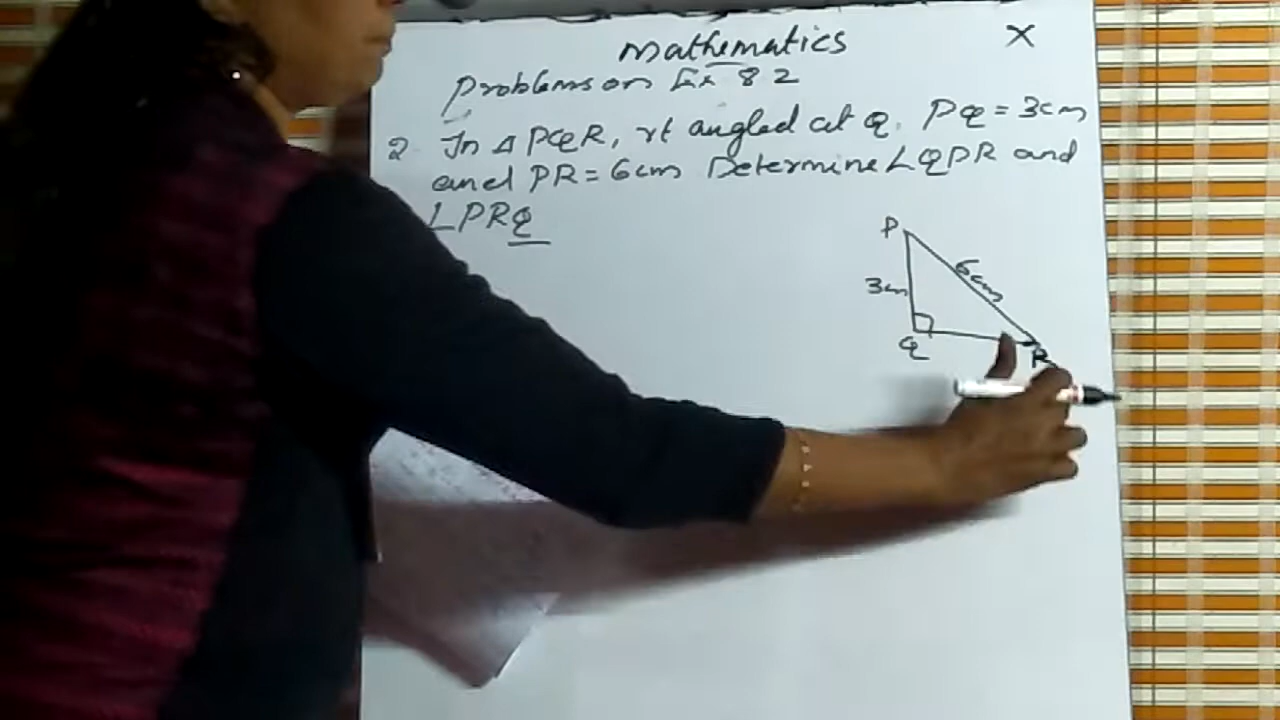 Mathematics
X
Problems on Ex 8 2
2 In △ PQR, rt angled at Q. PQ = 3cm
and PR = 6cm Determine ∠QPR and
∠PRQ
P
6cm
3cm
Q
R